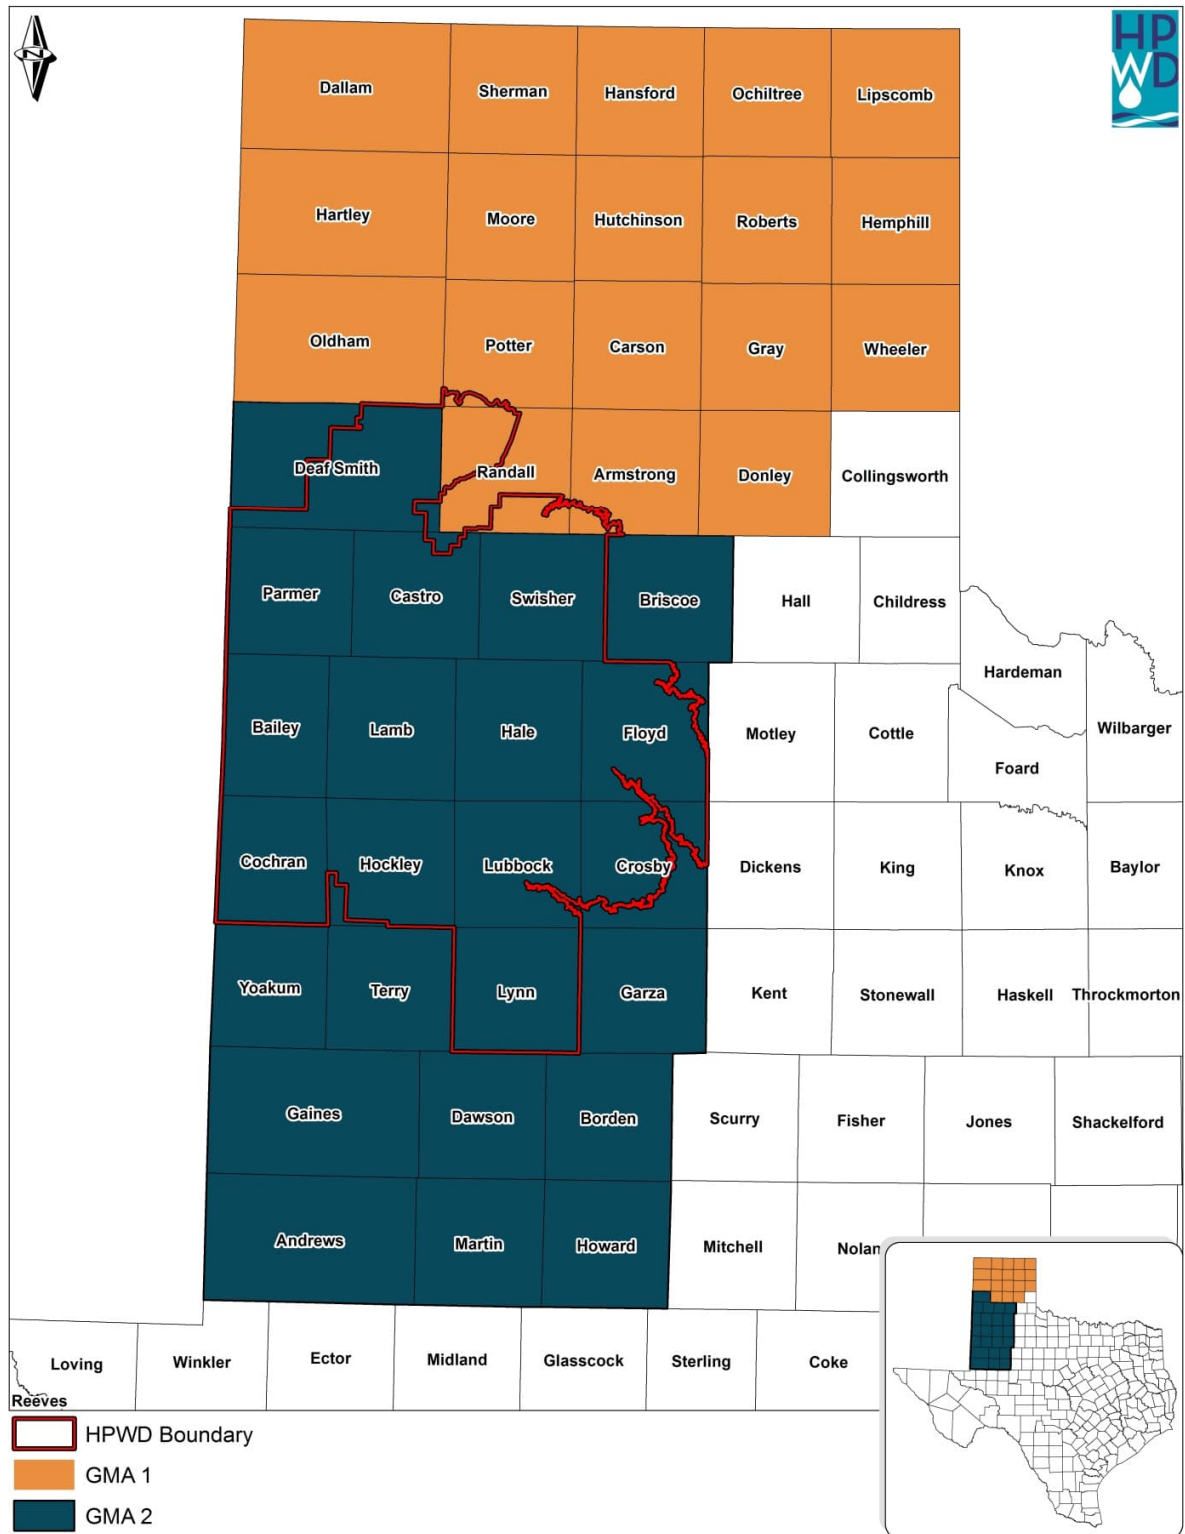 N
HP
WD
Dallam
Sherman
Hansford
Ochiltree
Lipscomb
Hartley
Moore
Hutchinson
Roberts
Hemphill
Oldham
Potter
Carson
Gray
Wheeler
Deaf Smith
Randall
Armstrong
Donley
Collingsworth
Parmer
Castro
Swisher
Briscoe
Hall
Childress
Hardeman
Bailey
Lamb
Hale
Floyd
Motley
Cottle
Wilbarger
Foard
Cochran
Hockley
Lubbock
Crosby
Dickens
King
Knox
Baylor
Yoakum
Terry
Lynn
Garza
Kent
Stonewall
Haskell
Throckmorton
Gaines
Dawson
Borden
Scurry
Fisher
Jones
Shackelford
Andrews
Martin
Howard
Mitchell
Nolan
Loving
Winkler
Ector
Midland
Glasscock
Sterling
Coke
Reeves
HPWD Boundary
GMA 1
GMA 2